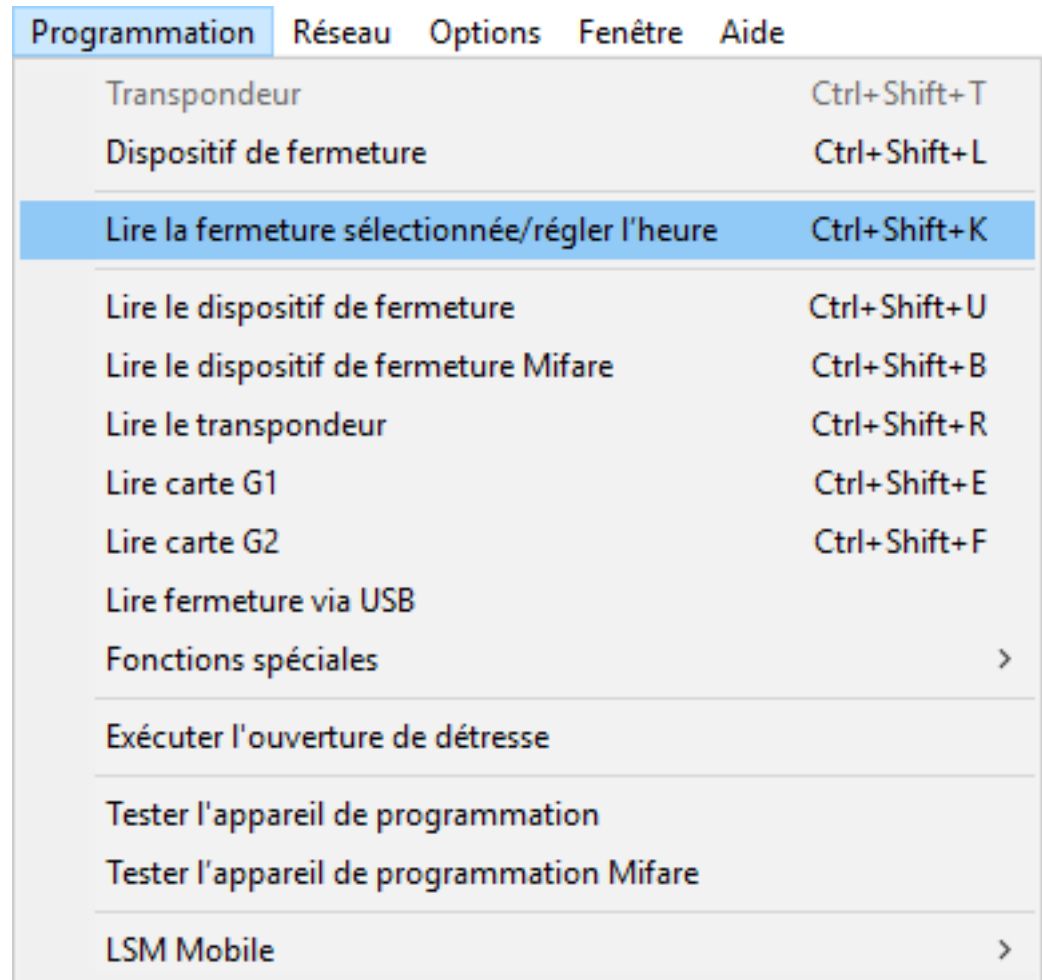 Programmation Réseau Options Fenêtre Aide
Transpondeur Ctrl+Shift+T
Dispositif de fermeture Ctrl+Shift+L
Lire la fermeture sélectionnée/régler l'heure Ctrl+Shift+K
Lire le dispositif de fermeture Ctrl+Shift+U
Lire le dispositif de fermeture Mifare Ctrl+Shift+B
Lire le transpondeur Ctrl+Shift+R
Lire carte G1 Ctrl+Shift+E
Lire carte G2 Ctrl+Shift+F
Lire fermeture via USB
Fonctions spéciales
Exécuter l'ouverture de détresse
Tester l'appareil de programmation
Tester l'appareil de programmation Mifare
LSM Mobile